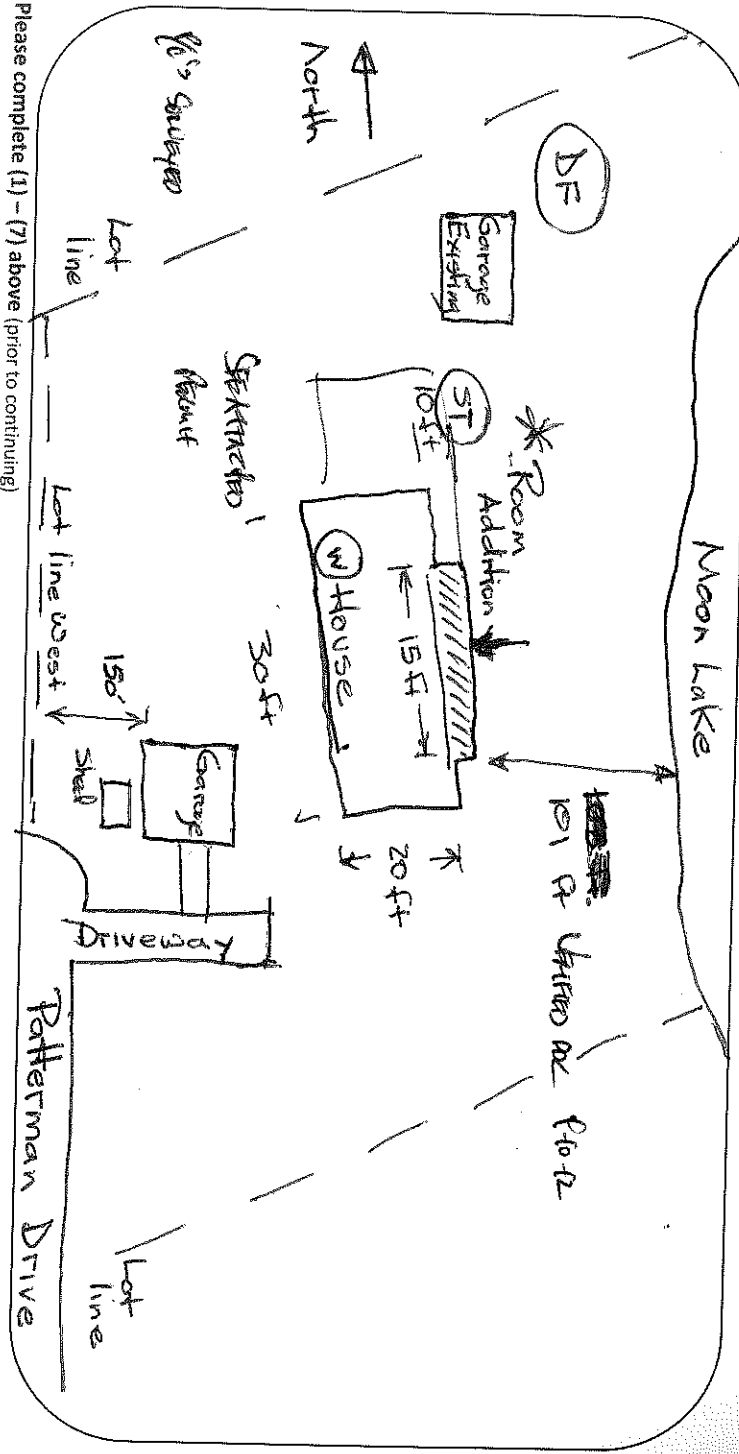 Moon Lake
DF
Garage
Existing
North
Lot
line
ST
10 ft
* Room
Addition
15 ft
W
House
30 ft
20 ft
101 ft
Permit
Lot line West
150'
Garage
Shed
Driveway
Patterman Drive
Lot
line
Please complete (1) – (7) above (prior to continuing)